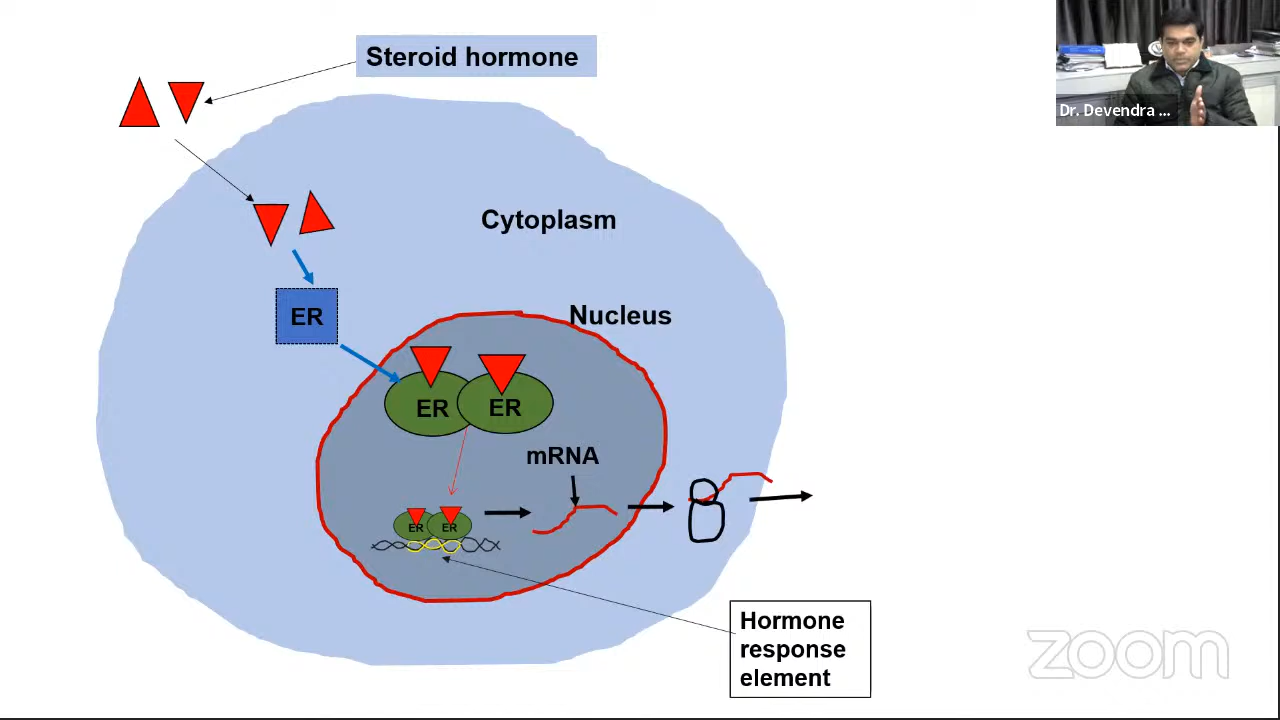 Steroid hormone
Dr. Devendra ...
Cytoplasm
Nucleus
ER
ER
ER
mRNA
ER
ER
Hormone
response
element
zoom